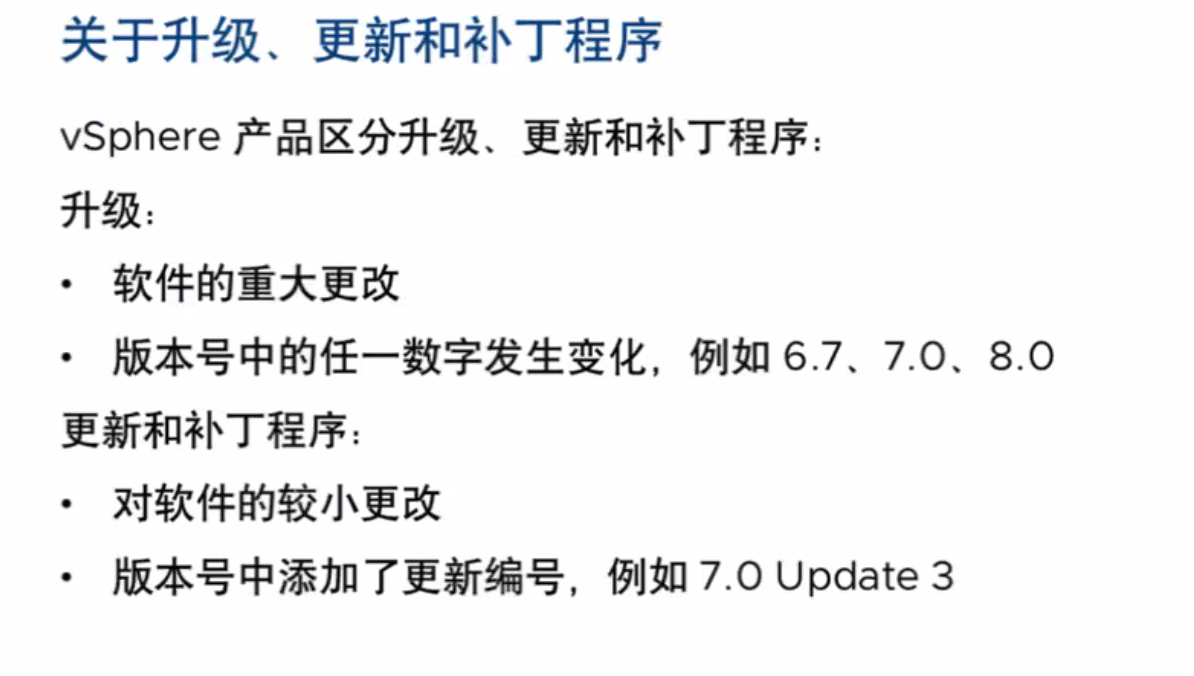 关于升级、更新和补丁程序
vSphere 产品区分升级、更新和补丁程序：
升级：
• 软件的重大更改
• 版本号中的任一数字发生变化，例如 6.7、7.0、8.0
更新和补丁程序：
• 对软件的较小更改
• 版本号中添加了更新编号，例如 7.0 Update 3